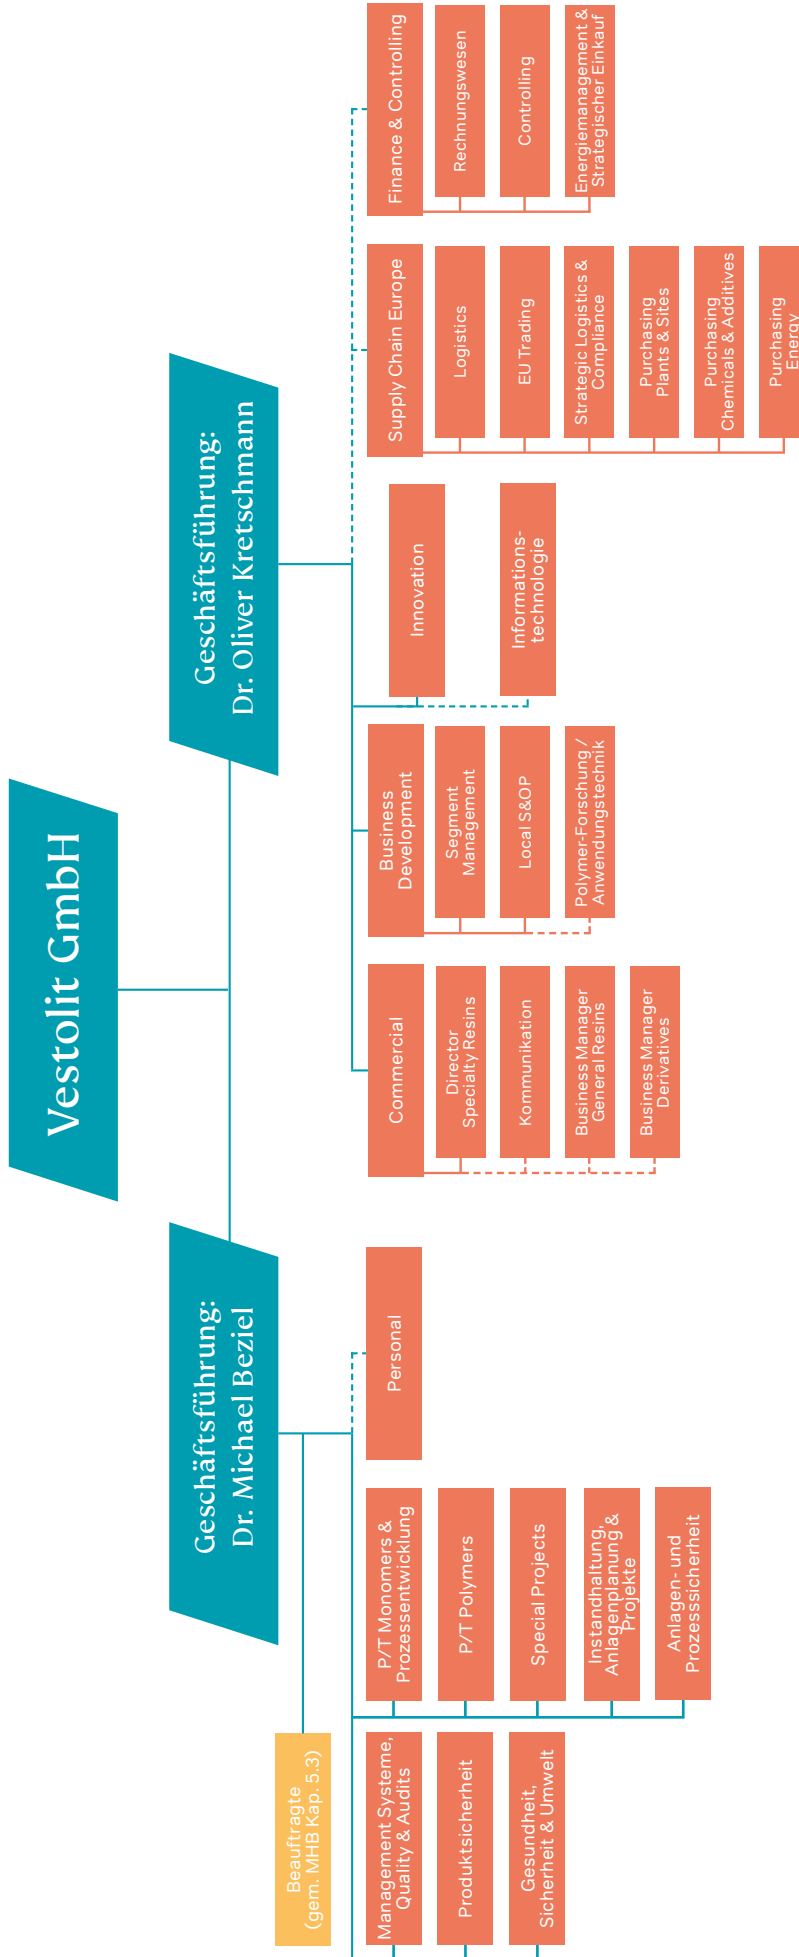 Vestolit GmbH
Geschäftsführung:
Dr. Michael Beziel
Geschäftsführung:
Dr. Oliver Kretschmann
Beauftragte
(gem. MHB Kap. 5.3)
Management Systeme,
Quality & Audits
Produktsicherheit
Gesundheit,
Sicherheit & Umwelt
P/T Monomers &
Prozessentwicklung
P/T Polymers
Special Projects
Instandhaltung,
Anlagenplanung &
Projekte
Anlagen- und
Prozesssicherheit
Personal
Commercial
Director
Specialty Resins
Kommunikation
Business Manager
General Resins
Business Manager
Derivatives
Business
Development
Segment
Management
Local S&OP
Polymer-Forschung /
Anwendungstechnik
Innovation
Informations-
technologie
Supply Chain Europe
Logistics
EU Trading
Strategic Logistics &
Compliance
Purchasing
Plants & Sites
Purchasing
Chemicals & Additives
Purchasing
Energy
Finance & Controlling
Rechnungswesen
Controlling
Energiemanagement &
Strategischer Einkauf